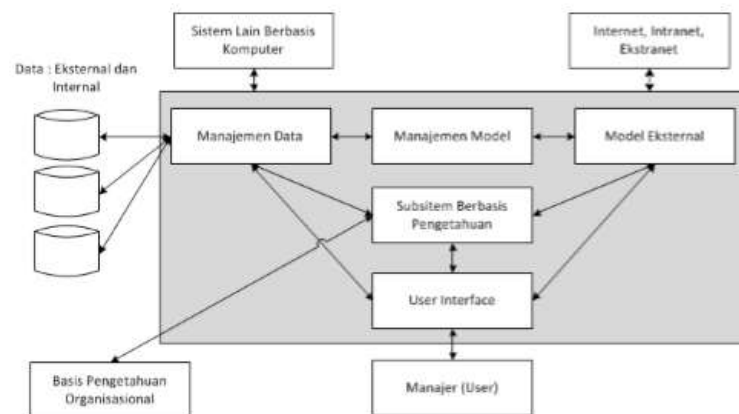 Sistem Lain Berbasis
Komputer
Internet, Intranet,
Ekstranet
Data : Eksternal dan
Internal
Manajemen Data
Manajemen Model
Model Eksternal
Subsitem Berbasis
Pengetahuan
User Interface
Basis Pengetahuan
Organisasional
Manajer (User)